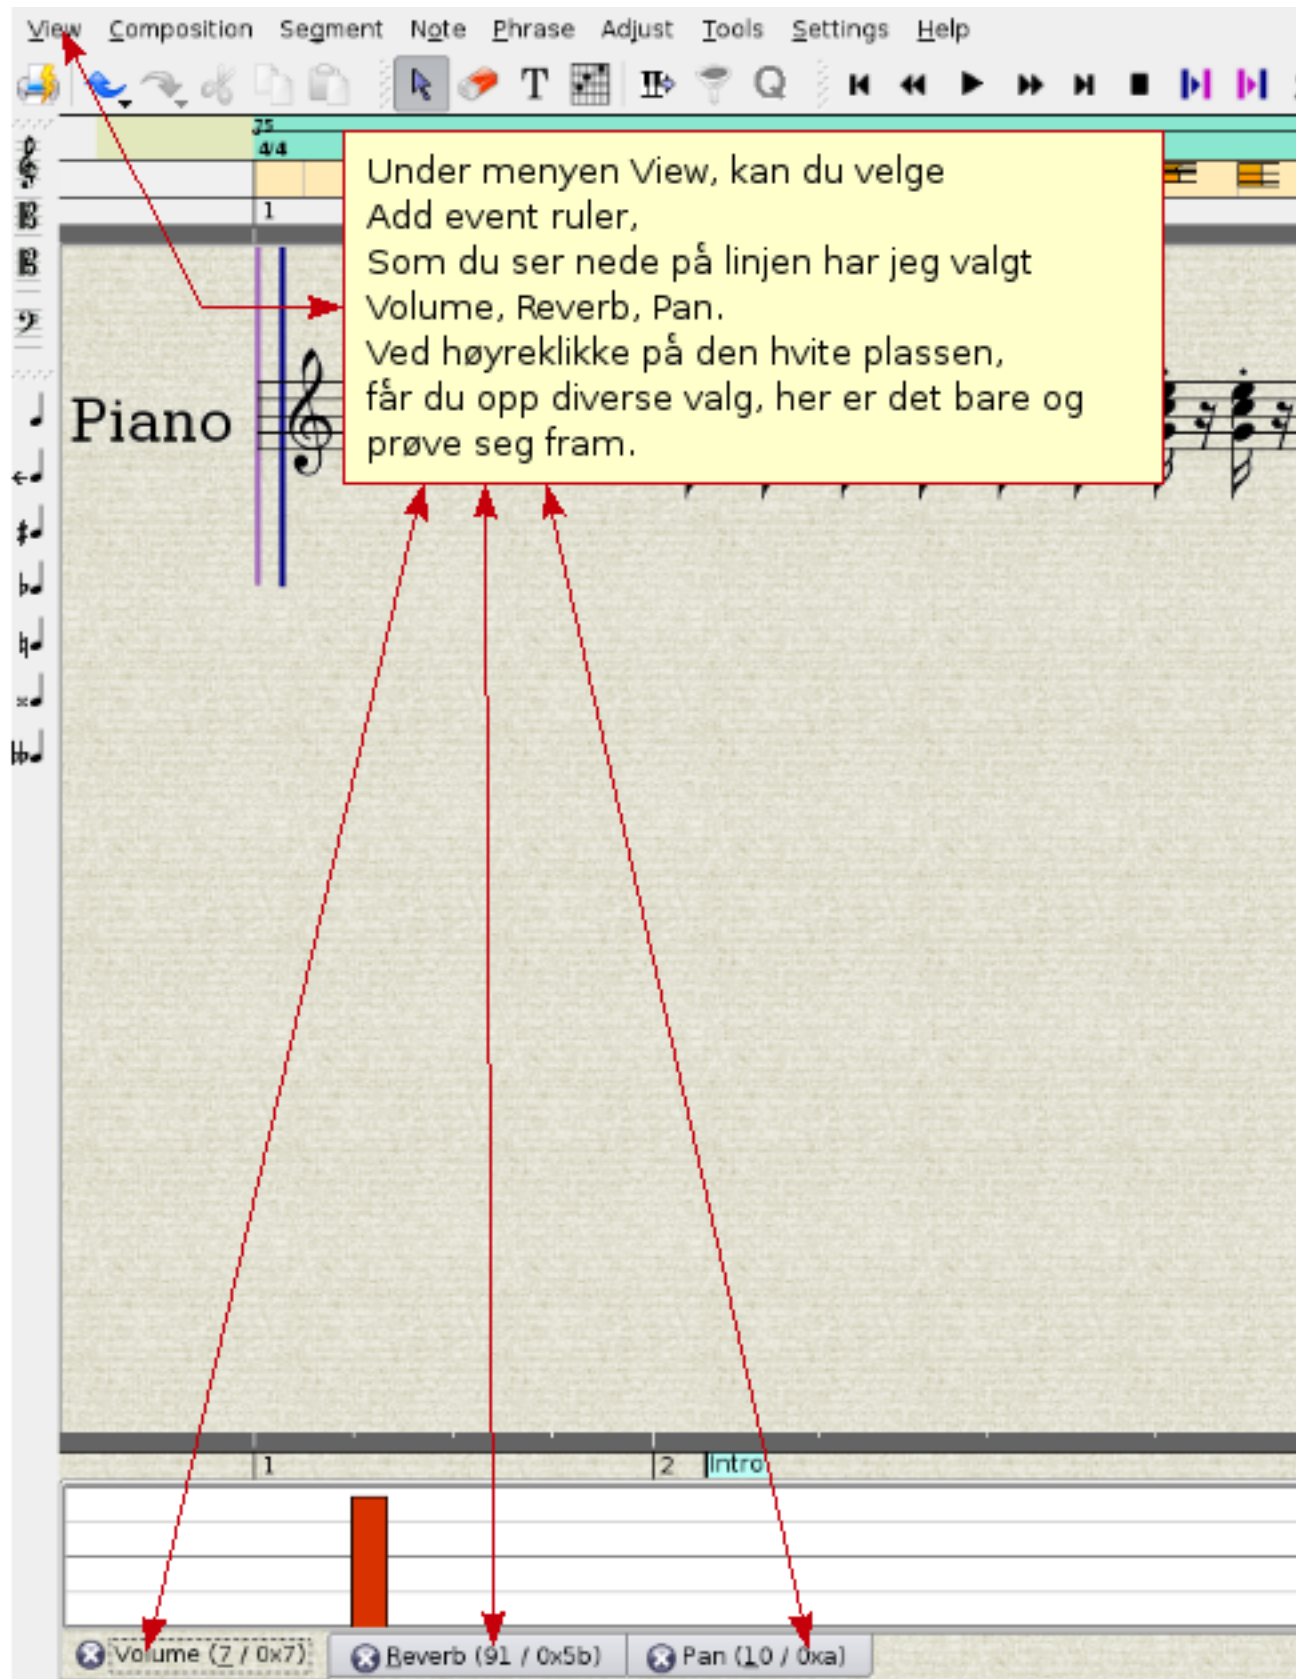 View Composition Segment Note Phrase Adjust Tools Settings Help
T Q
75
4/4
1
Under menyen View, kan du velge
Add event ruler,
Som du ser nede på linjen har jeg valgt
Volume, Reverb, Pan.
Ved høyreklikke på den hvite plassen,
får du opp diverse valg, her er det bare og
prøve seg fram.
Piano
1 2 Intro
Volume (7 / 0x7) Reverb (91 / 0x5b) Pan (10 / 0xa)